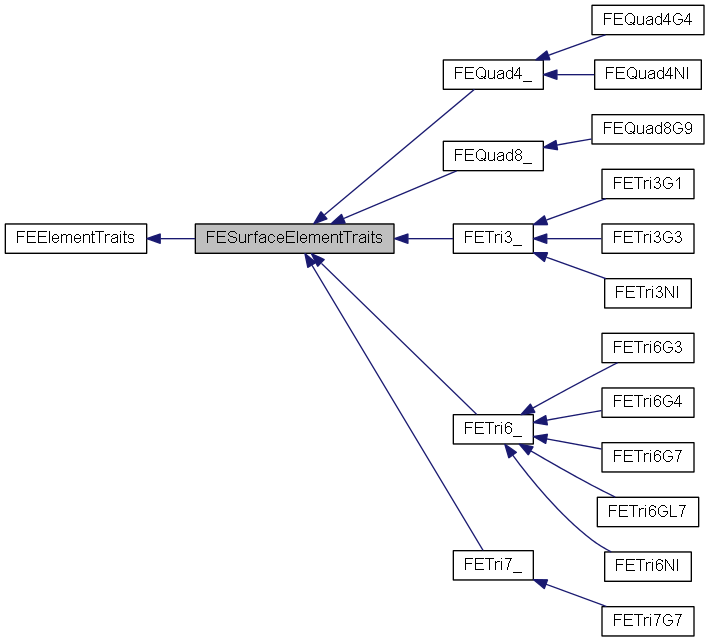 FEElementTraits
FESurfaceElementTraits
FEQuad4_
FEQuad4G4
FEQuad4NI
FEQuad8_
FEQuad8G9
FETri3_
FETri3G1
FETri3G3
FETri3NI
FETri6_
FETri6G3
FETri6G4
FETri6G7
FETri6GL7
FETri6NI
FETri7_
FETri7G7